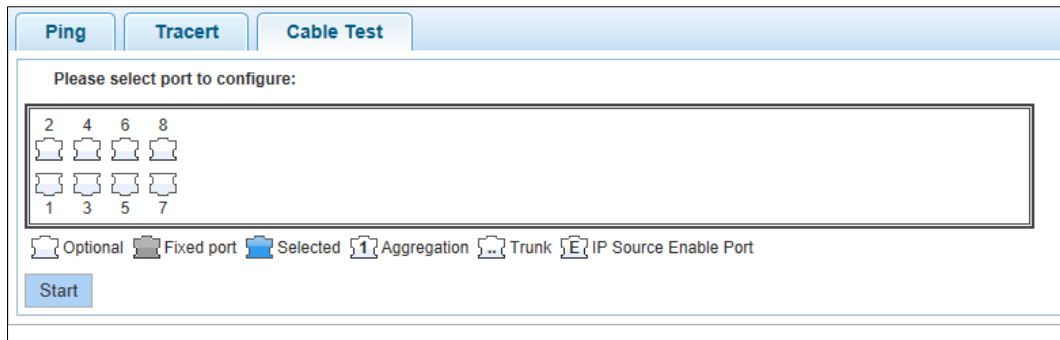 Ping Tracert Cable Test
Please select port to configure:
2 4 6 8
1 3 5 7
Optional Fixed port Selected 1 Aggregation .. Trunk E IP Source Enable Port
Start